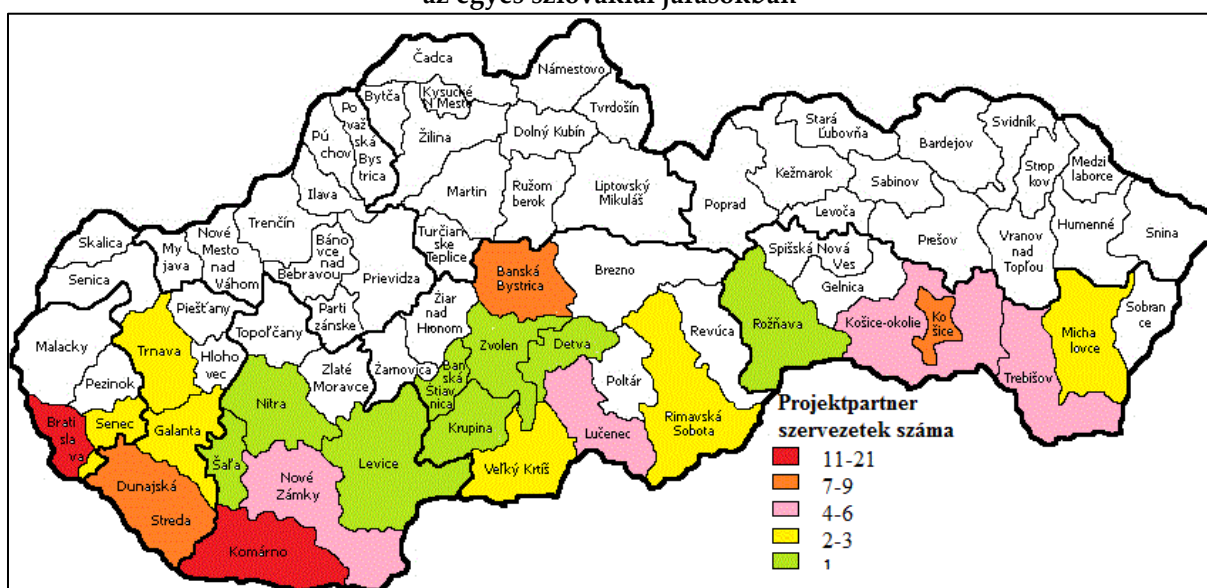 az egyes szlovákiai járásokban
Čadca
Námestovo
Bytča
Kysucké
N Mesto
Tvrdošín
Po
važ
ská
Bys
trica
Pú
chov
Žilina
Dolný Kubín
Stará
Ľubovňa
Svidník
Bardejov
Strop
kov
Medzi
laborce
Ilava
Martin
Ružom
berok
Liptovský
Mikuláš
Kežmarok
Sabinov
Poprad
Levoča
Prešov
Humenné
Snina
Vranov
nad
Topľou
Skalica
Senica
My
java
Nové
Mesto
nad
Váhom
Trenčín
Báno
vce nad
Bebravou
Prievidza
Turčian
ske
Teplice
Banská
Bystrica
Brezno
Spišská Nová
Ves
Gelnica
Malacky
Piešťany
Parti
zánske
Topoľčany
Žiar
nad
Hronom
Rožňava
Košice-okolie
Ko
šice
Micha
lovce
Sobran
ce
Trnava
Hloho
vec
Pezinok
Zlaté
Moravce
Žarnovica
Zvolen
Detva
Revúca
Poltár
Trebišov
Ban
ská
Štiav
nica
Brati
sla
va
Senec
Galanta
Nitra
Krupina
Lučenec
Rimavská
Sobota
Šaľa
Levice
Veľký Krtíš
Dunajská
Streda
Nové
Zámky
Komárno
Projektpartner
szervezetek száma
11-21
7-9
4-6
2-3
1